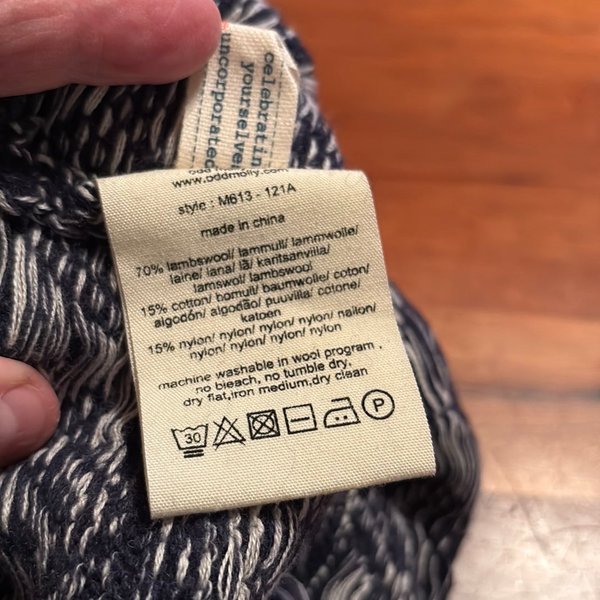 celebratin
yourselve
uncorporated
www.oddmolly.com
style : M613 - 121A
made in china
70% lambswool/ lammull/ lammwolle/
laine/ lana/ lã/ karitsanvilla/
lamswol/ lambswool
15% cotton/ bomull/ baumwolle/ coton/
algodón/ algodão/ puuvilla/ cotone/
katoen
15% nylon/ nylon/ nylon/ nylon/ nailon/
nylon/ nylon/ nylon/ nylon
machine washable in wool program ,
no bleach, no tumble dry,
dry flat,iron medium,dry clean
30 P